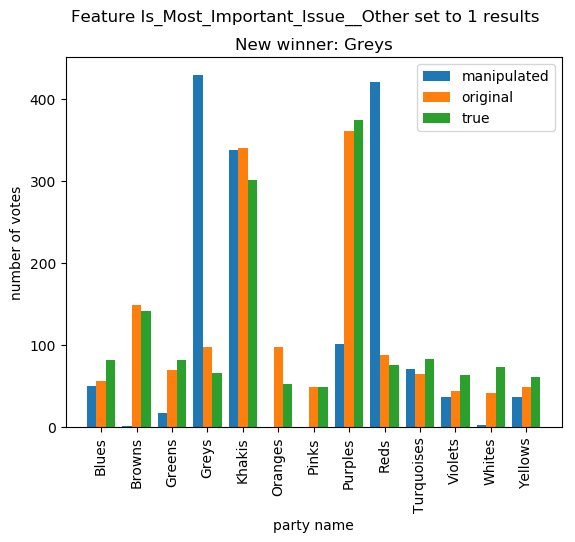 Feature Is_Most_Important_Issue__Other set to 1 results
New winner: Greys
manipulated
original
true
number of votes
400
300
200
100
0
Blues
Browns
Greens
Greys
Khakis
Oranges
Pinks
Purples
Reds
Turquoises
Violets
Whites
Yellows
party name